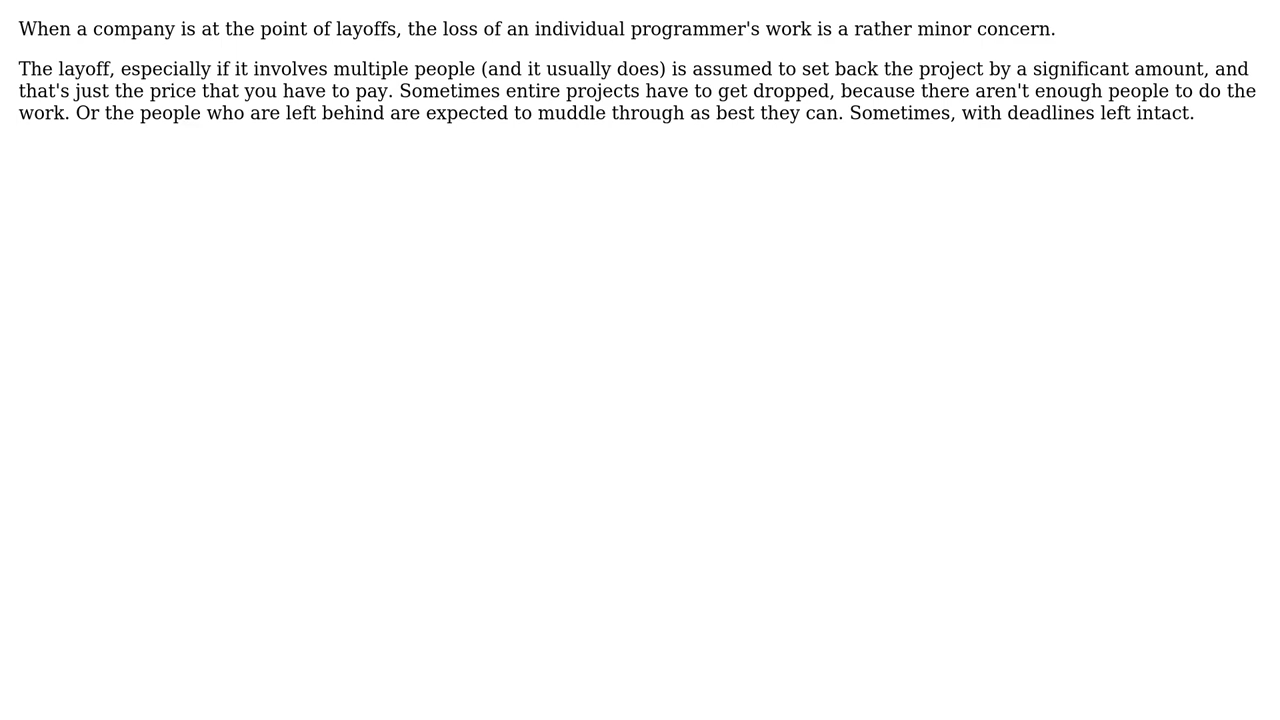 When a company is at the point of layoffs, the loss of an individual programmer's work is a rather minor concern.
The layoff, especially if it involves multiple people (and it usually does) is assumed to set back the project by a significant amount, and
that's just the price that you have to pay. Sometimes entire projects have to get dropped, because there aren't enough people to do the
work. Or the people who are left behind are expected to muddle through as best they can. Sometimes, with deadlines left intact.